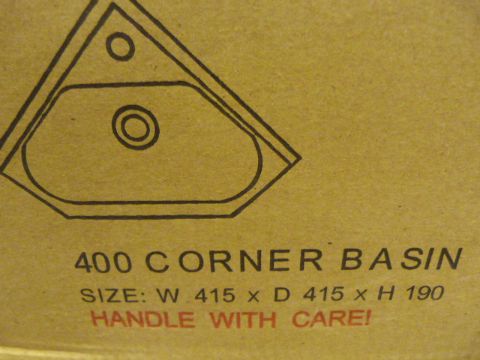 400 CORNER BASIN
SIZE: W 415 x D 415 x H 190
HANDLE WITH CARE!